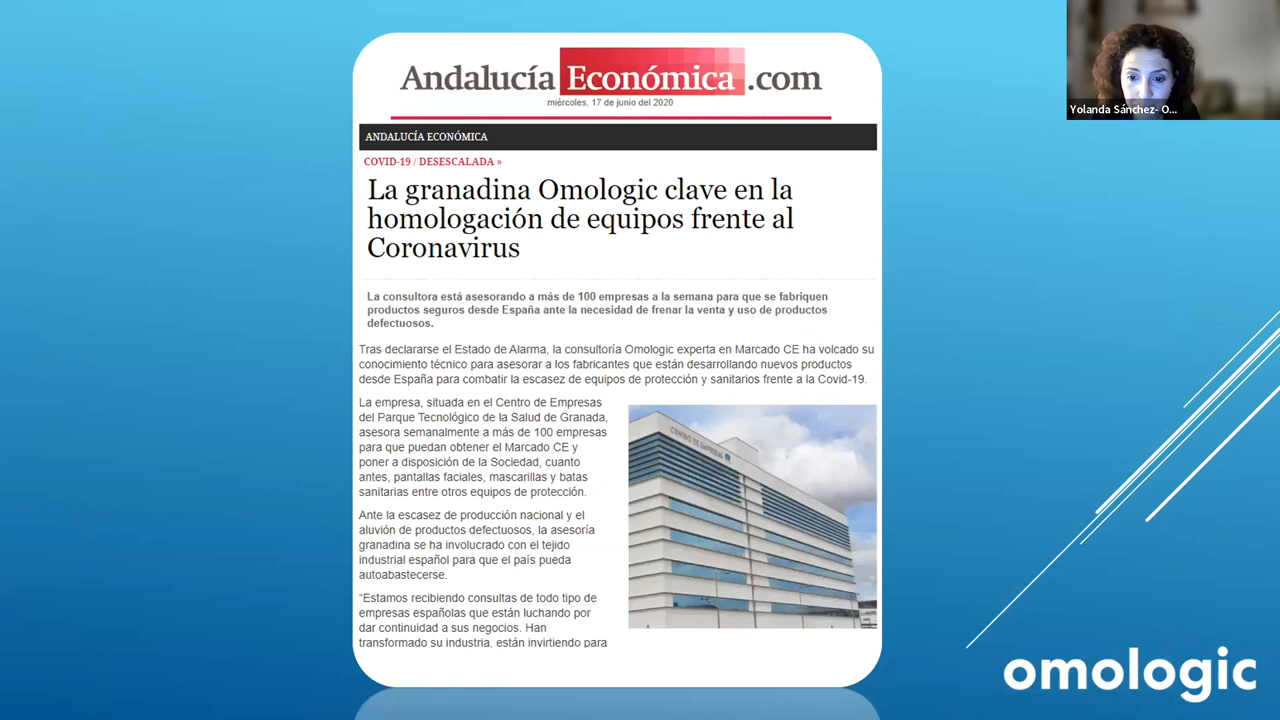 Andalucía Económica.com
miércoles, 17 de junio del 2020
ANDALUCÍA ECONÓMICA
COVID-19 / DESESCALADA »
La granadina Omologic clave en la
homologación de equipos frente al
Coronavirus
La consultora está asesorando a más de 100 empresas a la semana para que se fabriquen
productos seguros desde España ante la necesidad de frenar la venta y uso de productos
defectuosos.
Tras declararse el Estado de Alarma, la consultoría Omologic experta en Marcado CE ha volcado su
conocimiento técnico para asesorar a los fabricantes que están desarrollando nuevos productos
desde España para combatir la escasez de equipos de protección y sanitarios frente a la Covid-19.
La empresa, situada en el Centro de Empresas
del Parque Tecnológico de la Salud de Granada,
asesora semanalmente a más de 100 empresas
para que puedan obtener el Marcado CE y
poner a disposición de la Sociedad, cuanto
antes, pantallas faciales, mascarillas y batas
sanitarias entre otros equipos de protección.
Ante la escasez de producción nacional y el
aluvión de productos defectuosos, la asesoría
granadina se ha involucrado con el tejido
industrial español para que el país pueda
autoabastecerse.
“Estamos recibiendo consultas de todo tipo de
empresas españolas que están luchando por
dar continuidad a sus negocios. Han
transformado su industria, están invirtiendo para
CENTRO DE EMPRESAS
Yolanda Sánchez- O...
omologic